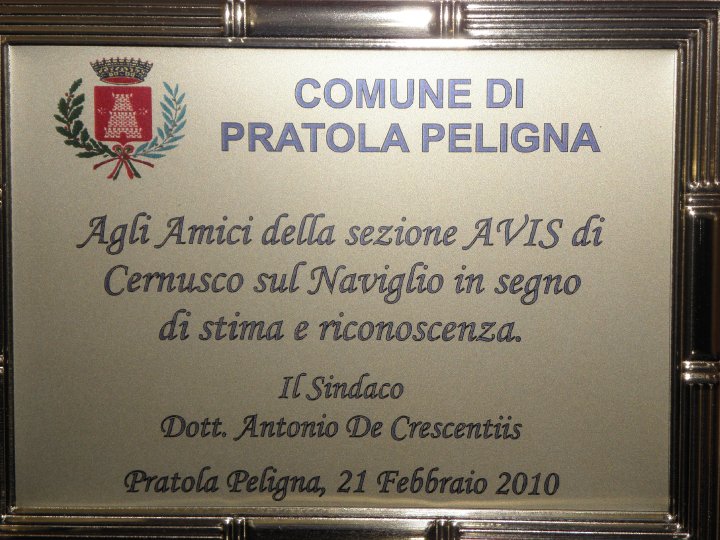 COMUNE DI
PRATOLA PELIGNA
Agli Amici della sezione AVIS di
Cernusco sul Naviglio in segno
di stima e riconoscenza.
Il Sindaco
Dott. Antonio De Crescentiis
Pratola Peligna, 21 Febbraio 2010